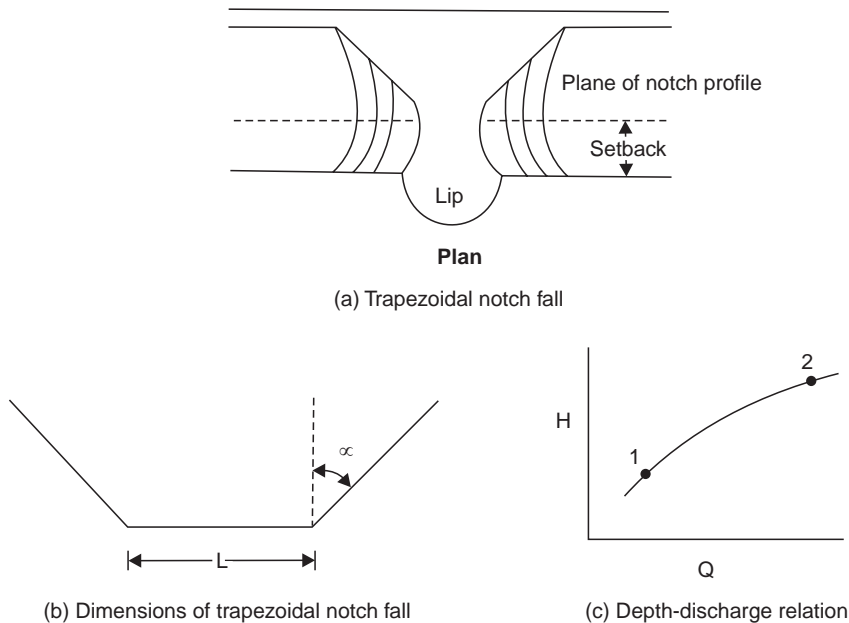 Plane of notch profile
Setback
Lip
Plan
(a) Trapezoidal notch fall
∝
L
(b) Dimensions of trapezoidal notch fall
2
H
1
Q
(c) Depth-discharge relation